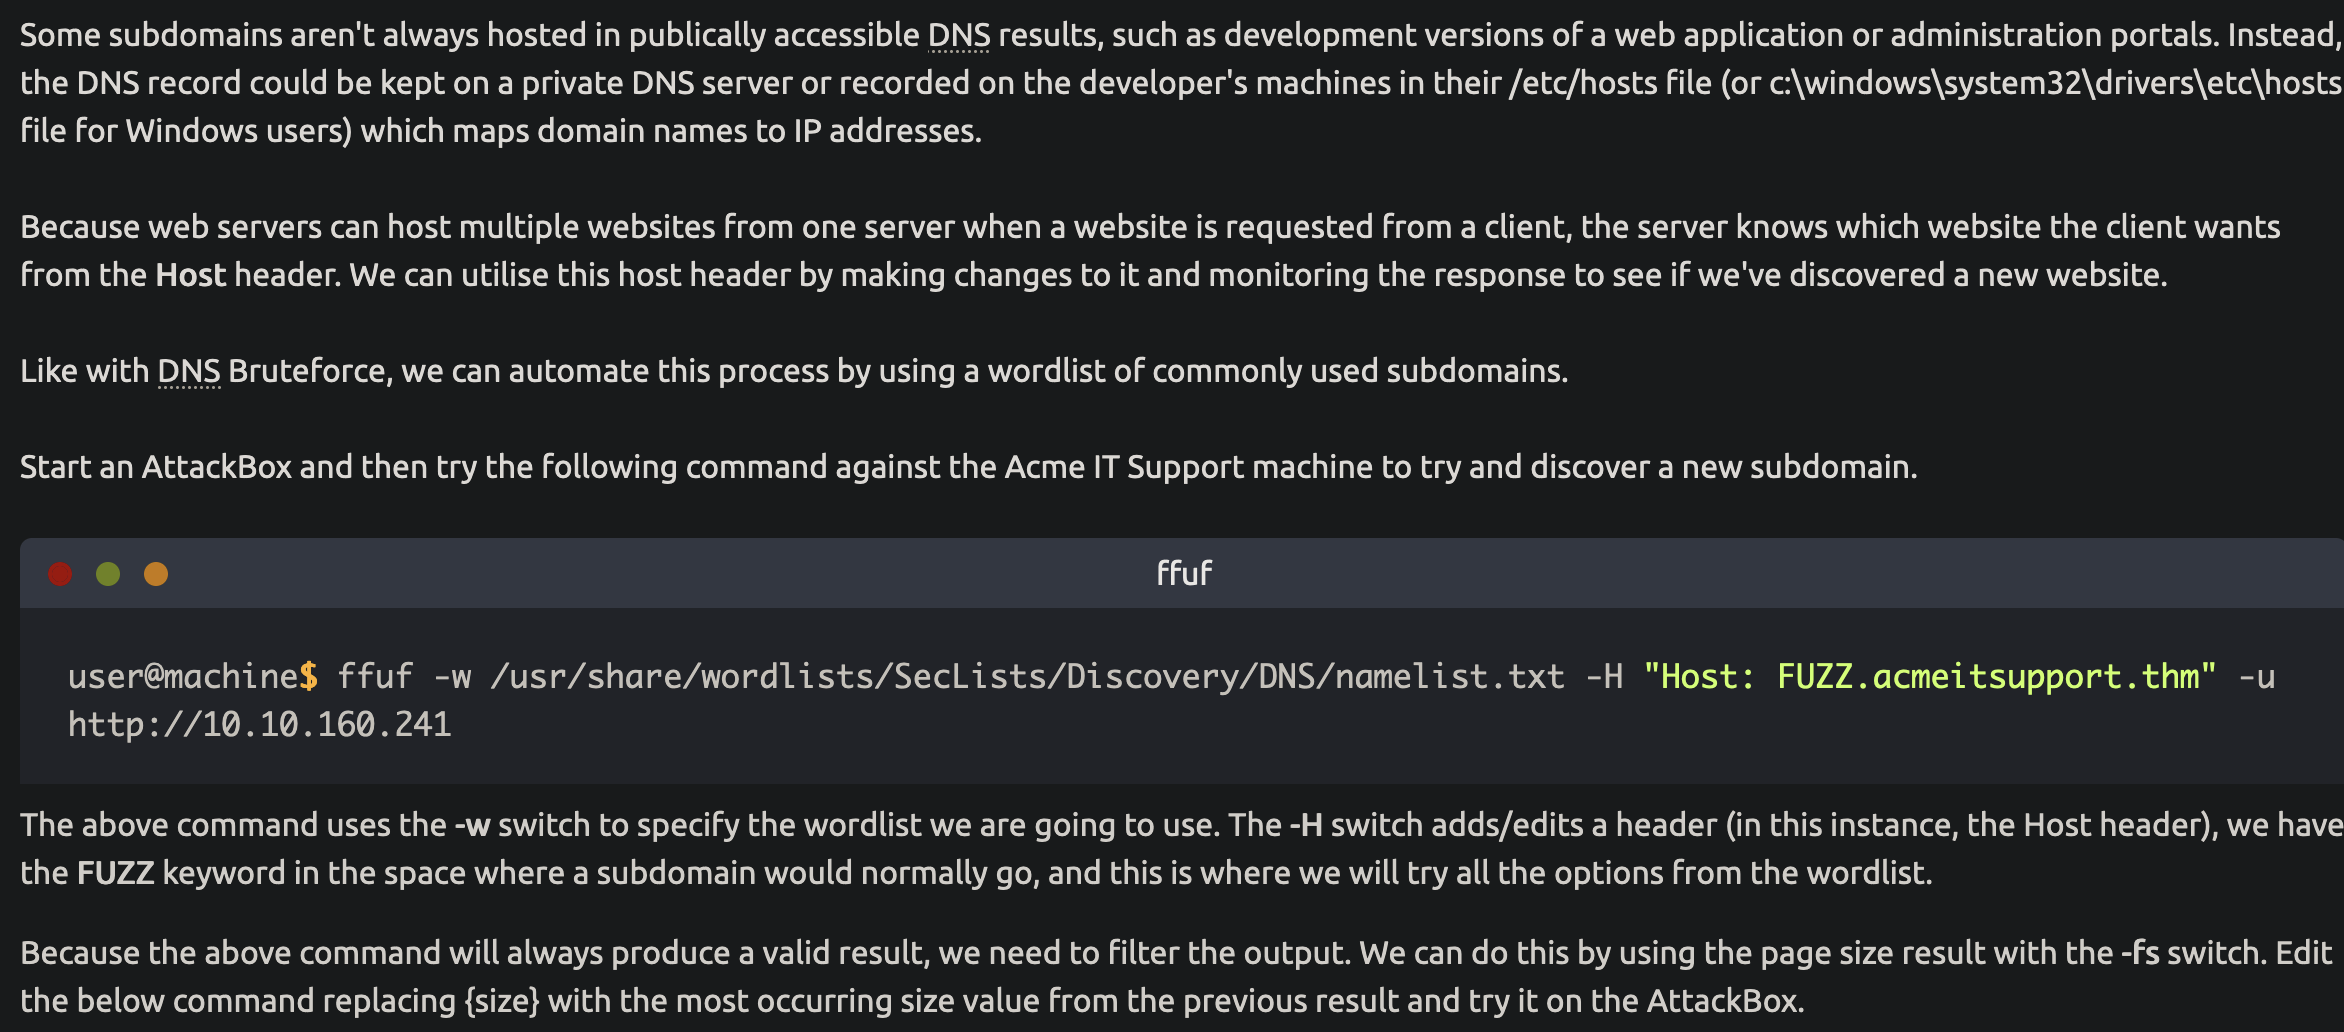 Some subdomains aren't always hosted in publically accessible DNS results, such as development versions of a web application or administration portals. Instead,
the DNS record could be kept on a private DNS server or recorded on the developer's machines in their /etc/hosts file (or c:\windows\system32\drivers\etc\hosts
file for Windows users) which maps domain names to IP addresses.
Because web servers can host multiple websites from one server when a website is requested from a client, the server knows which website the client wants
from the Host header. We can utilise this host header by making changes to it and monitoring the response to see if we've discovered a new website.
Like with DNS Bruteforce, we can automate this process by using a wordlist of commonly used subdomains.
Start an AttackBox and then try the following command against the Acme IT Support machine to try and discover a new subdomain.
ffuf
user@machine$ ffuf -w /usr/share/wordlists/SecLists/Discovery/DNS/namelist.txt -H "Host: FUZZ.acmeitsupport.thm" -u
http://10.10.160.241
The above command uses the -w switch to specify the wordlist we are going to use. The -H switch adds/edits a header (in this instance, the Host header), we have
the FUZZ keyword in the space where a subdomain would normally go, and this is where we will try all the options from the wordlist.
Because the above command will always produce a valid result, we need to filter the output. We can do this by using the page size result with the -fs switch. Edit
the below command replacing {size} with the most occurring size value from the previous result and try it on the AttackBox.